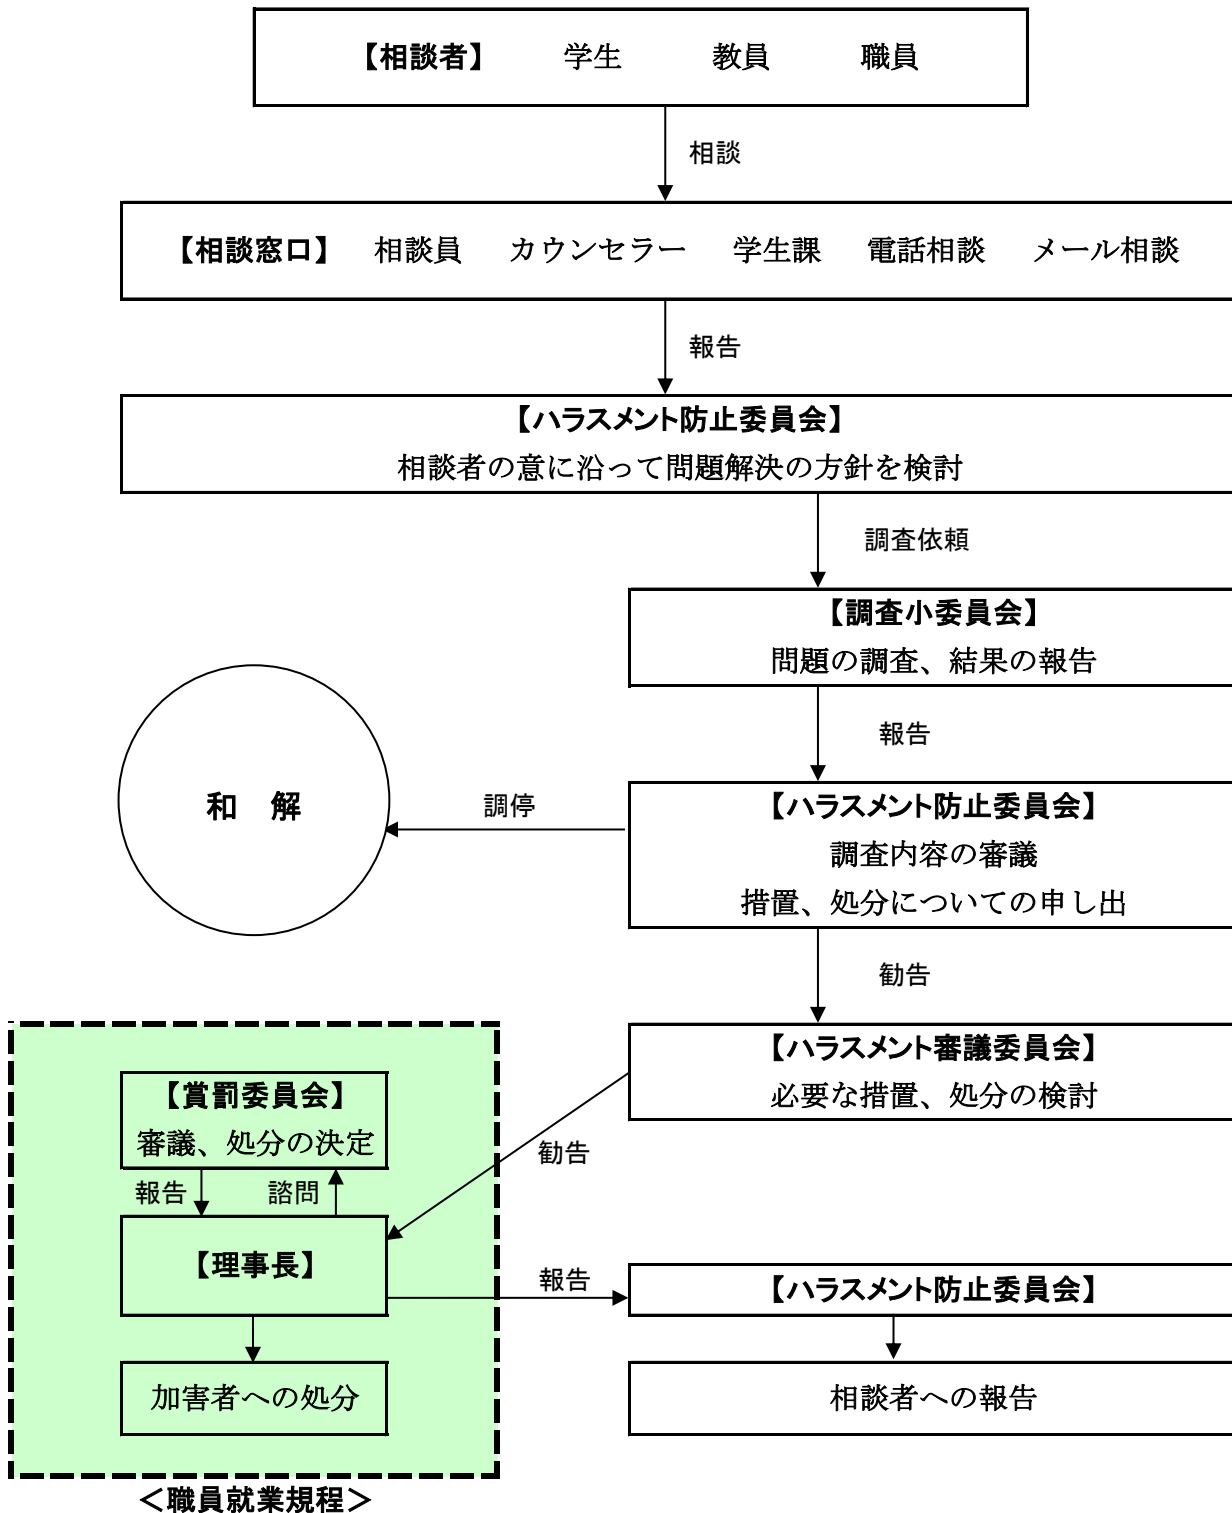 【相談者】　学生　教員　職員
相談
【相談窓口】　相談員　カウンセラー　学生課　電話相談　メール相談
報告
【ハラスメント防止委員会】
相談者の意に沿って問題解決の方針を検討
調査依頼
【調査小委員会】
問題の調査、結果の報告
報告
【ハラスメント防止委員会】
調査内容の審議
措置、処分についての申し出
調停
和　解
勧告
【ハラスメント審議委員会】
必要な措置、処分の検討
勧告
【賞罰委員会】
審議、処分の決定
報告　諮問
【理事長】
報告
【ハラスメント防止委員会】
加害者への処分
相談者への報告
＜職員就業規程＞